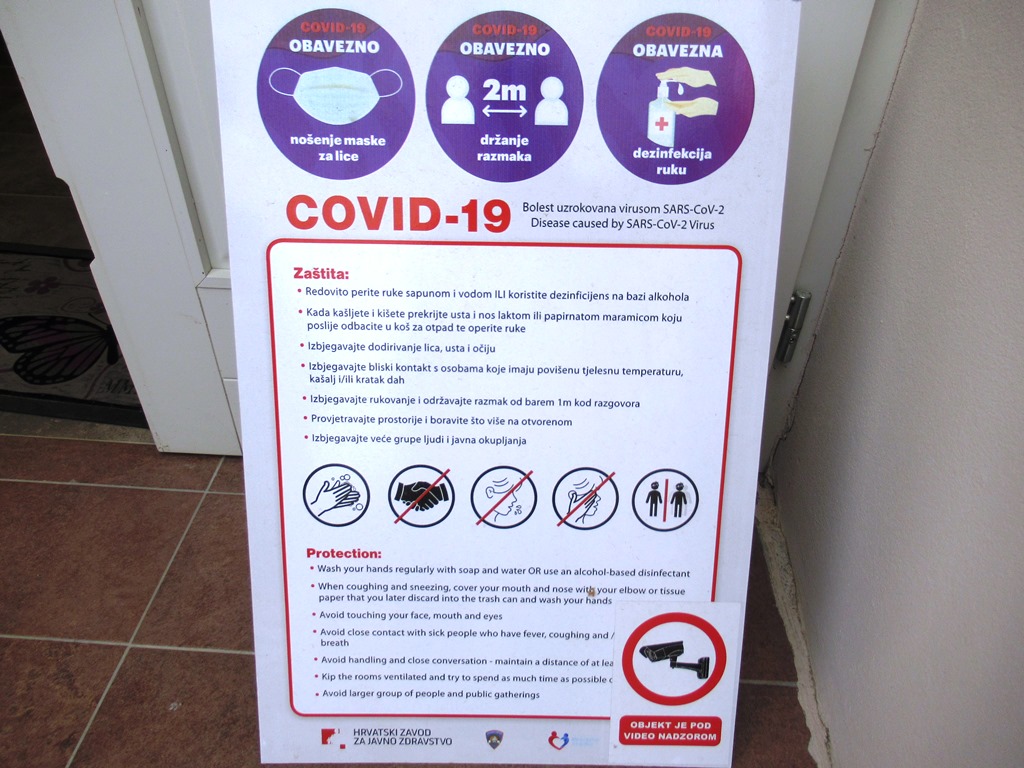 COVID-19
OBAVEZNO
nošenje maske
za lice
COVID-19
OBAVEZNO
2m
držanje
razmaka
COVID-19
OBAVEZNA
dezinfekcija
ruku
COVID-19
Bolest uzrokovana virusom SARS-CoV-2
Disease caused by SARS-CoV-2 Virus
Zaštita:
• Redovito perite ruke sapunom i vodom ILI koristite dezinficijens na bazi alkohola
• Kada kašljete i kišete prekrijte usta i nos laktom ili papirnatom maramicom koju
poslije odbacite u koš za otpad te operite ruke
• Izbjegavajte dodirivanje lica, usta i očiju
• Izbjegavajte bliski kontakt s osobama koje imaju povišenu tjelesnu temperaturu,
kašalj i/ili kratak dah
• Izbjegavajte rukovanje i održavajte razmak od barem 1m kod razgovora
• Provjetravajte prostorije i boravite što više na otvorenom
• Izbjegavajte veće grupe ljudi i javna okupljanja
Protection:
• Wash your hands regularly with soap and water OR use an alcohol-based disinfectant
• When coughing and sneezing, cover your mouth and nose with your elbow or tissue
paper that you later discard into the trash can and wash your hands
• Avoid touching your face, mouth and eyes
• Avoid close contact with sick people who have fever, coughing and /
breath
• Avoid handling and close conversation - maintain a distance of at
• Kip the rooms ventilated and try to spend as much time as possible
• Avoid larger group of people and public gatherings
OBJEKT JE POD
VIDEO NADZOROM
HRVATSKI ZAVOD
ZA JAVNO ZDRAVSTVO